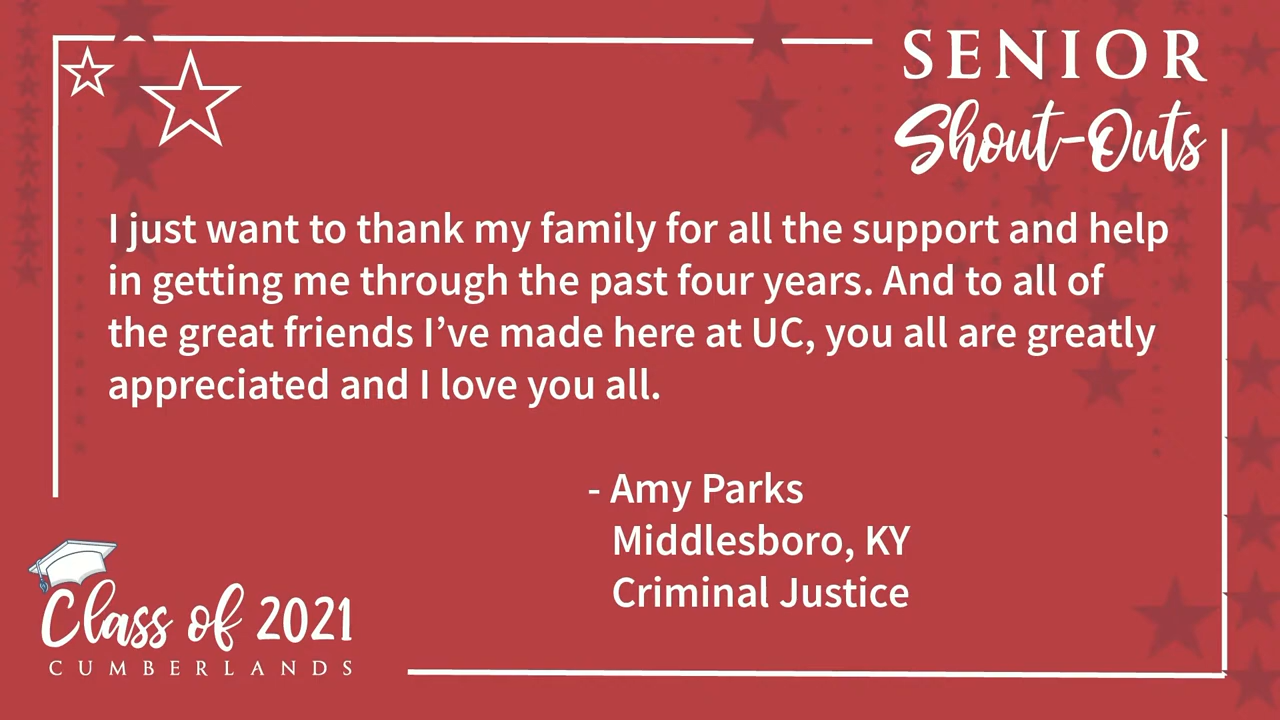 SENIOR
Shout-Outs
I just want to thank my family for all the support and help
in getting me through the past four years. And to all of
the great friends I’ve made here at UC, you all are greatly
appreciated and I love you all.
- Amy Parks
Middlesboro, KY
Criminal Justice
Class of 2021
CUMBERLANDS